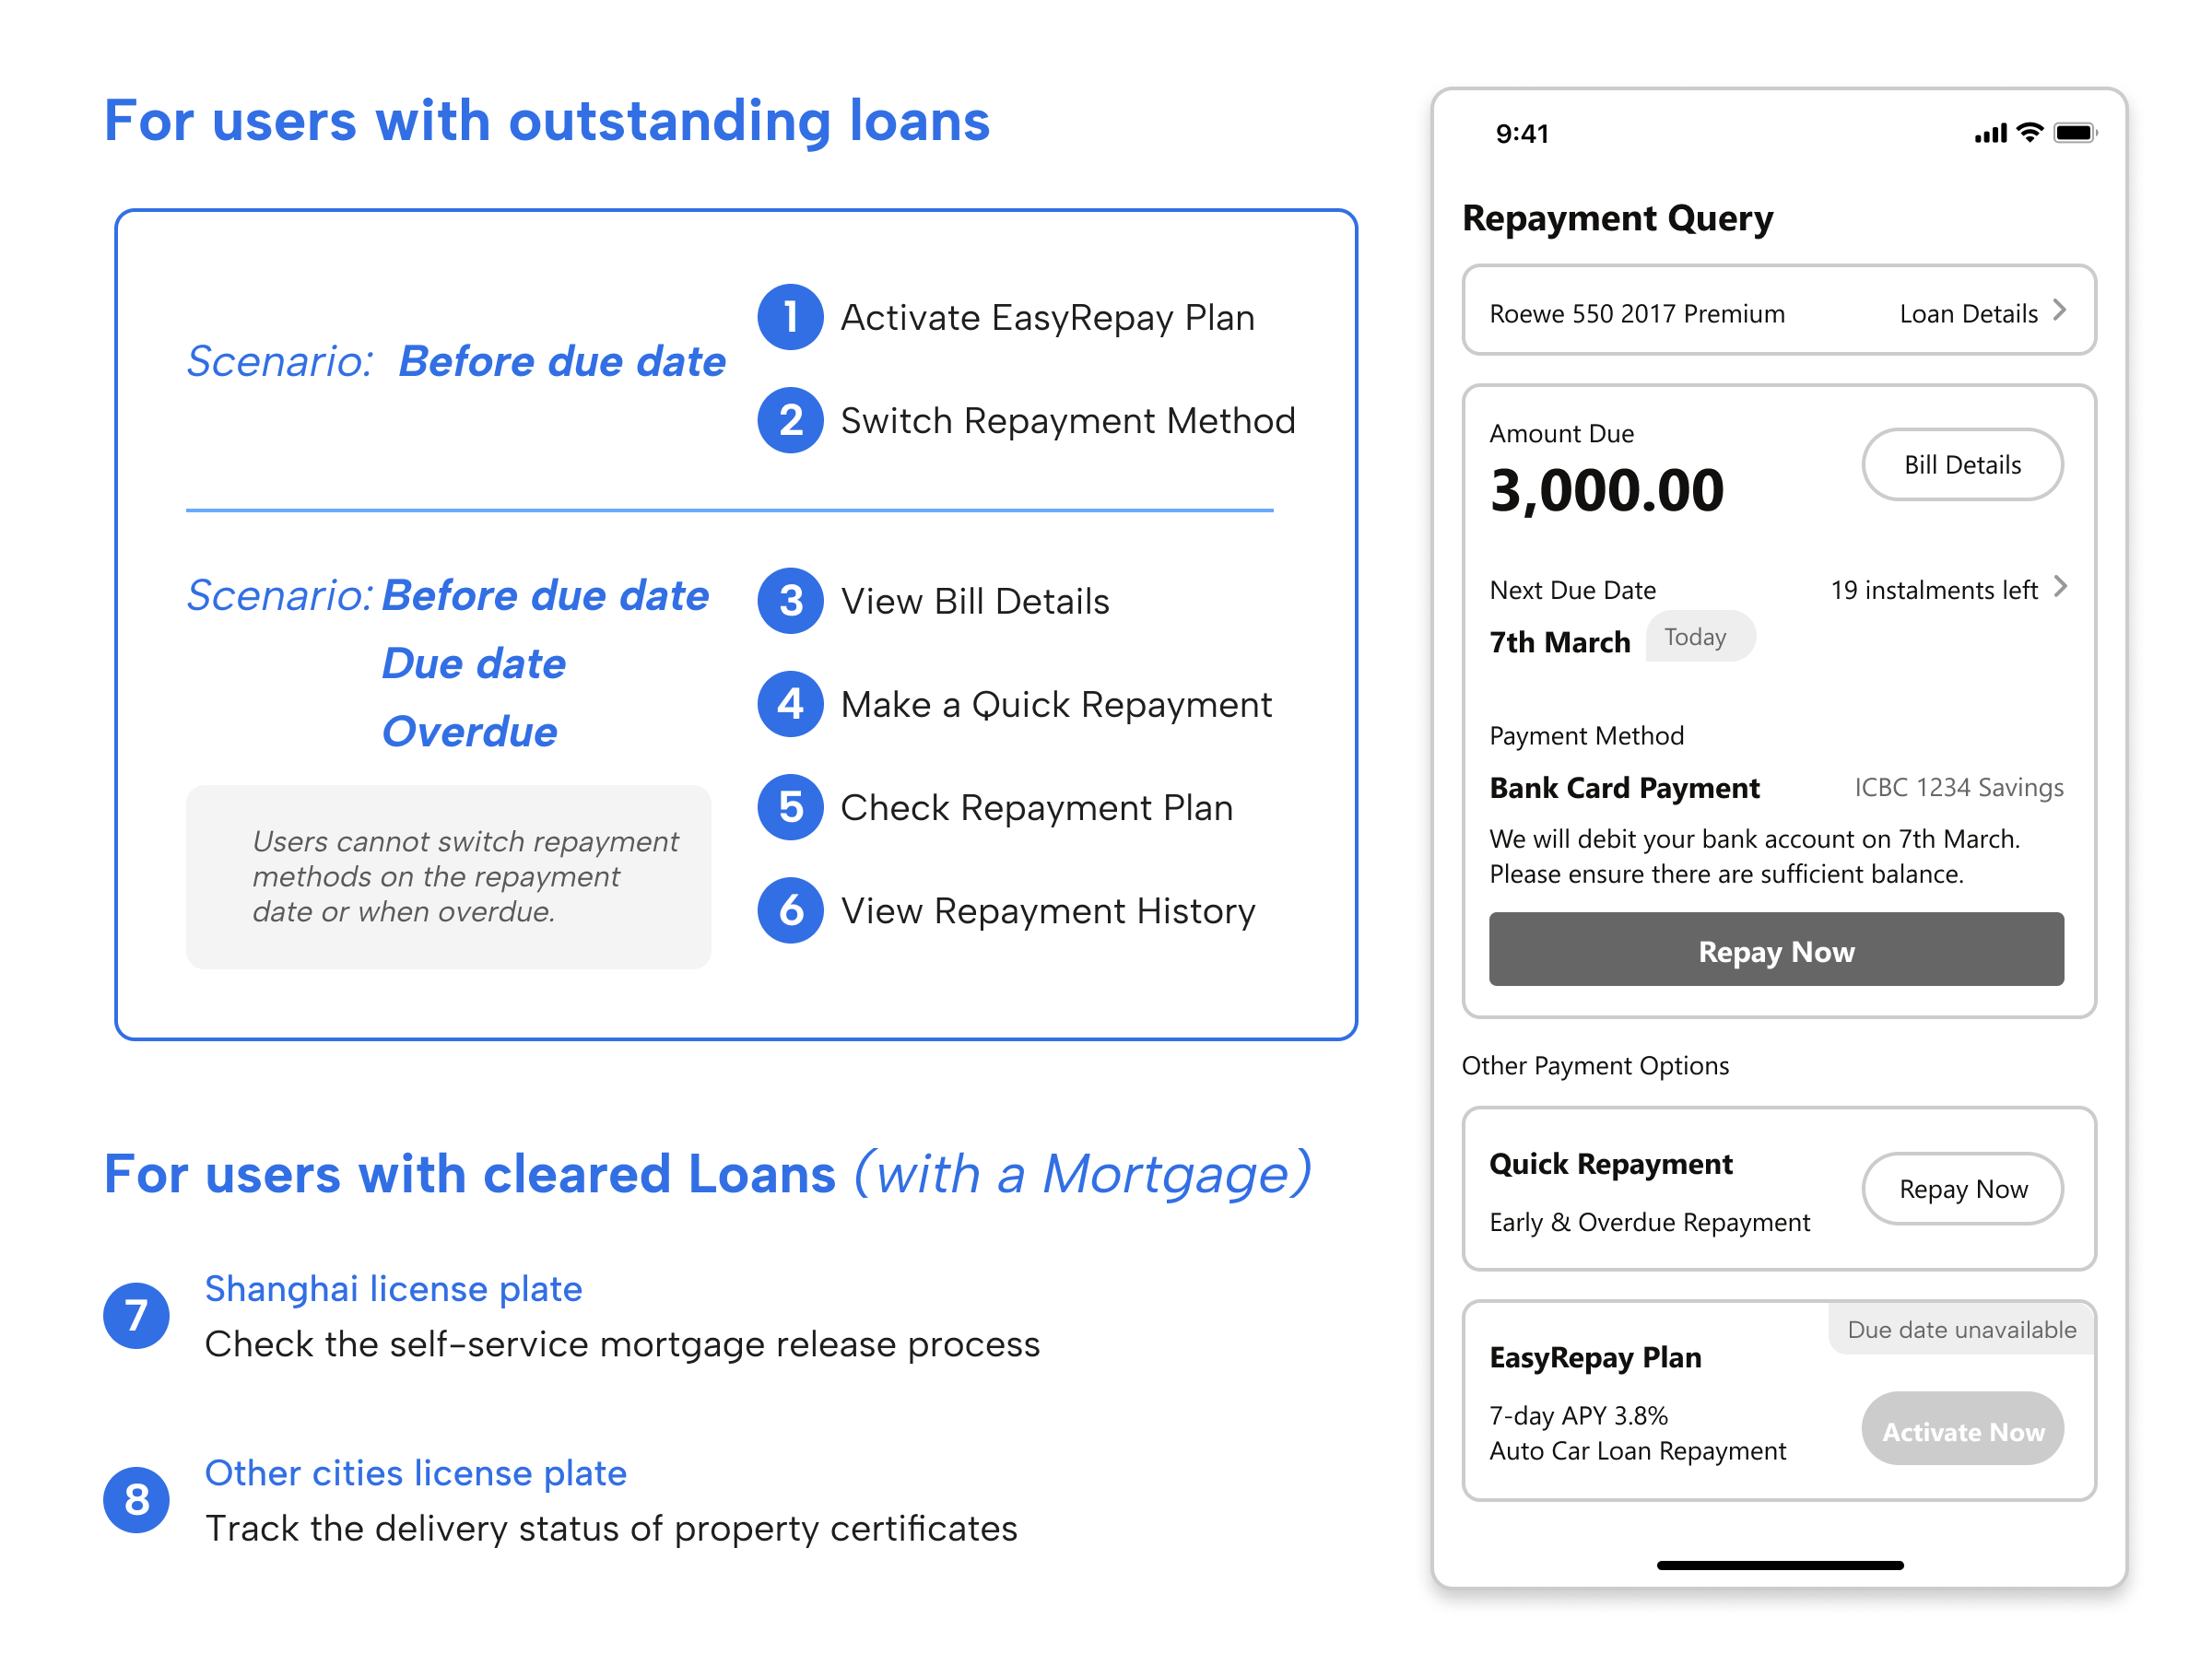 For users with outstanding loans
Scenario: Before due date
1 Activate EasyRepay Plan
2 Switch Repayment Method
Scenario: Before due date
Due date
Overdue
Users cannot switch repayment
methods on the repayment
date or when overdue.
3 View Bill Details
4 Make a Quick Repayment
5 Check Repayment Plan
6 View Repayment History
For users with cleared Loans (with a Mortgage)
7 Shanghai license plate
Check the self-service mortgage release process
8 Other cities license plate
Track the delivery status of property certificates
9:41
Repayment Query
Roewe 550 2017 Premium Loan Details
Amount Due
3,000.00
Bill Details
Next Due Date 19 instalments left
7th March Today
Payment Method
Bank Card Payment ICBC 1234 Savings
We will debit your bank account on 7th March.
Please ensure there are sufficient balance.
Repay Now
Other Payment Options
Quick Repayment
Early & Overdue Repayment
Repay Now
Due date unavailable
EasyRepay Plan
7-day APY 3.8%
Auto Car Loan Repayment
Activate Now